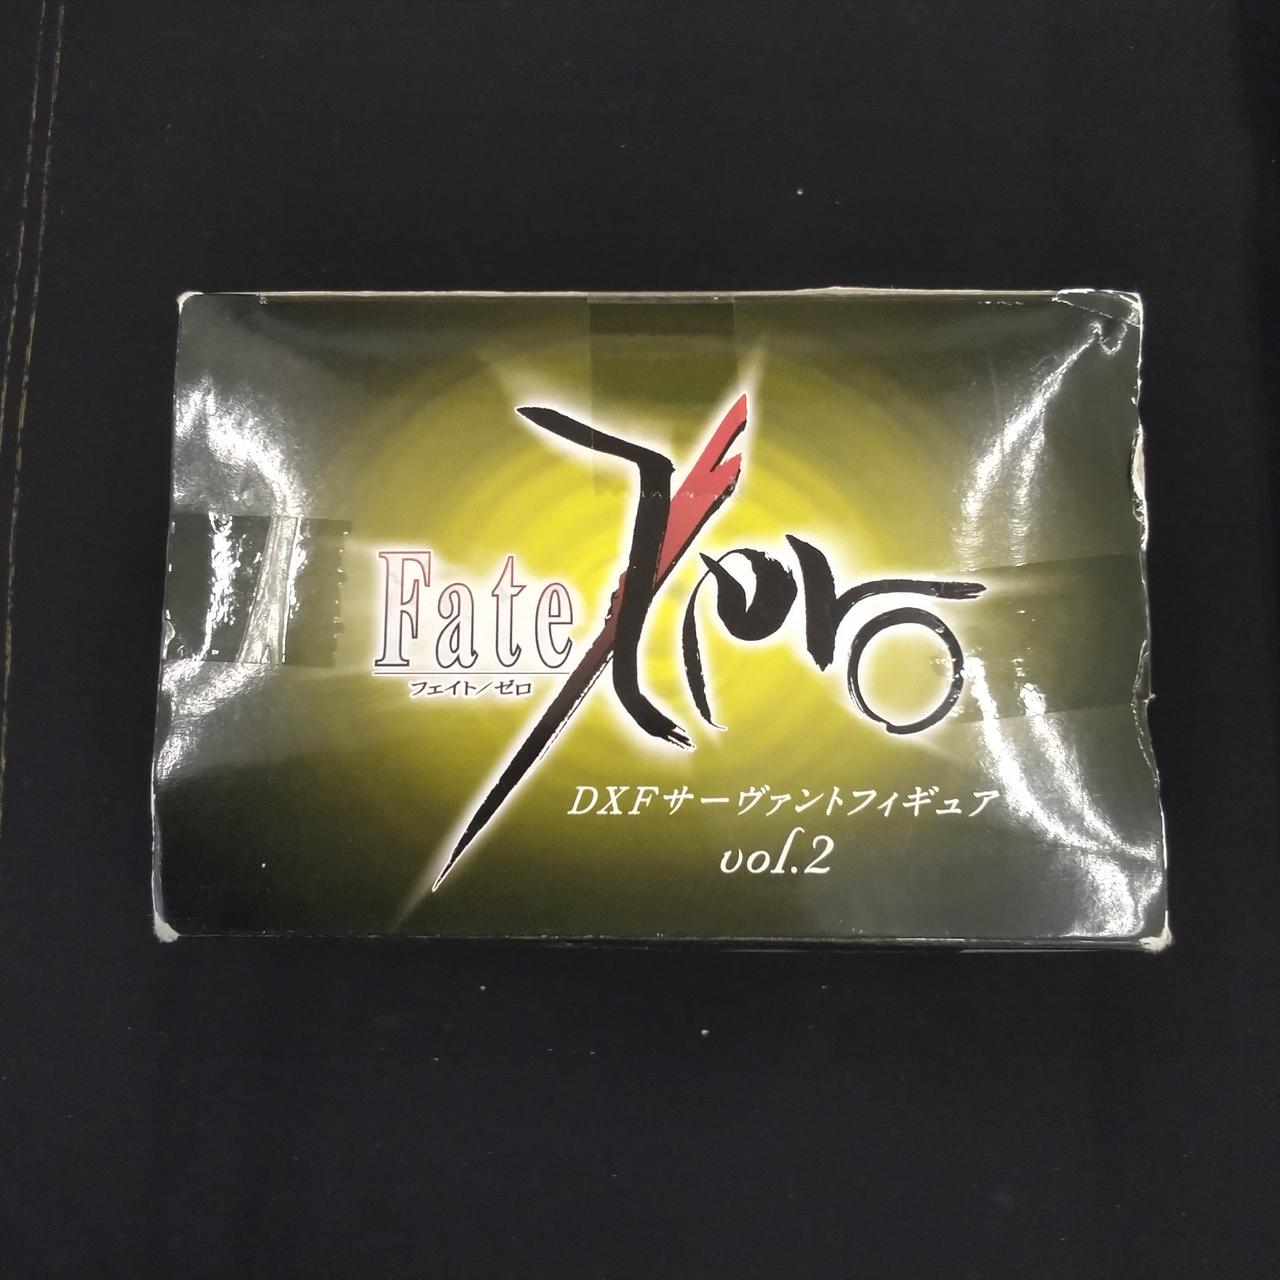 Fate Zero
フェイト/ゼロ
DXFサーヴァントフィギュア
vol.2